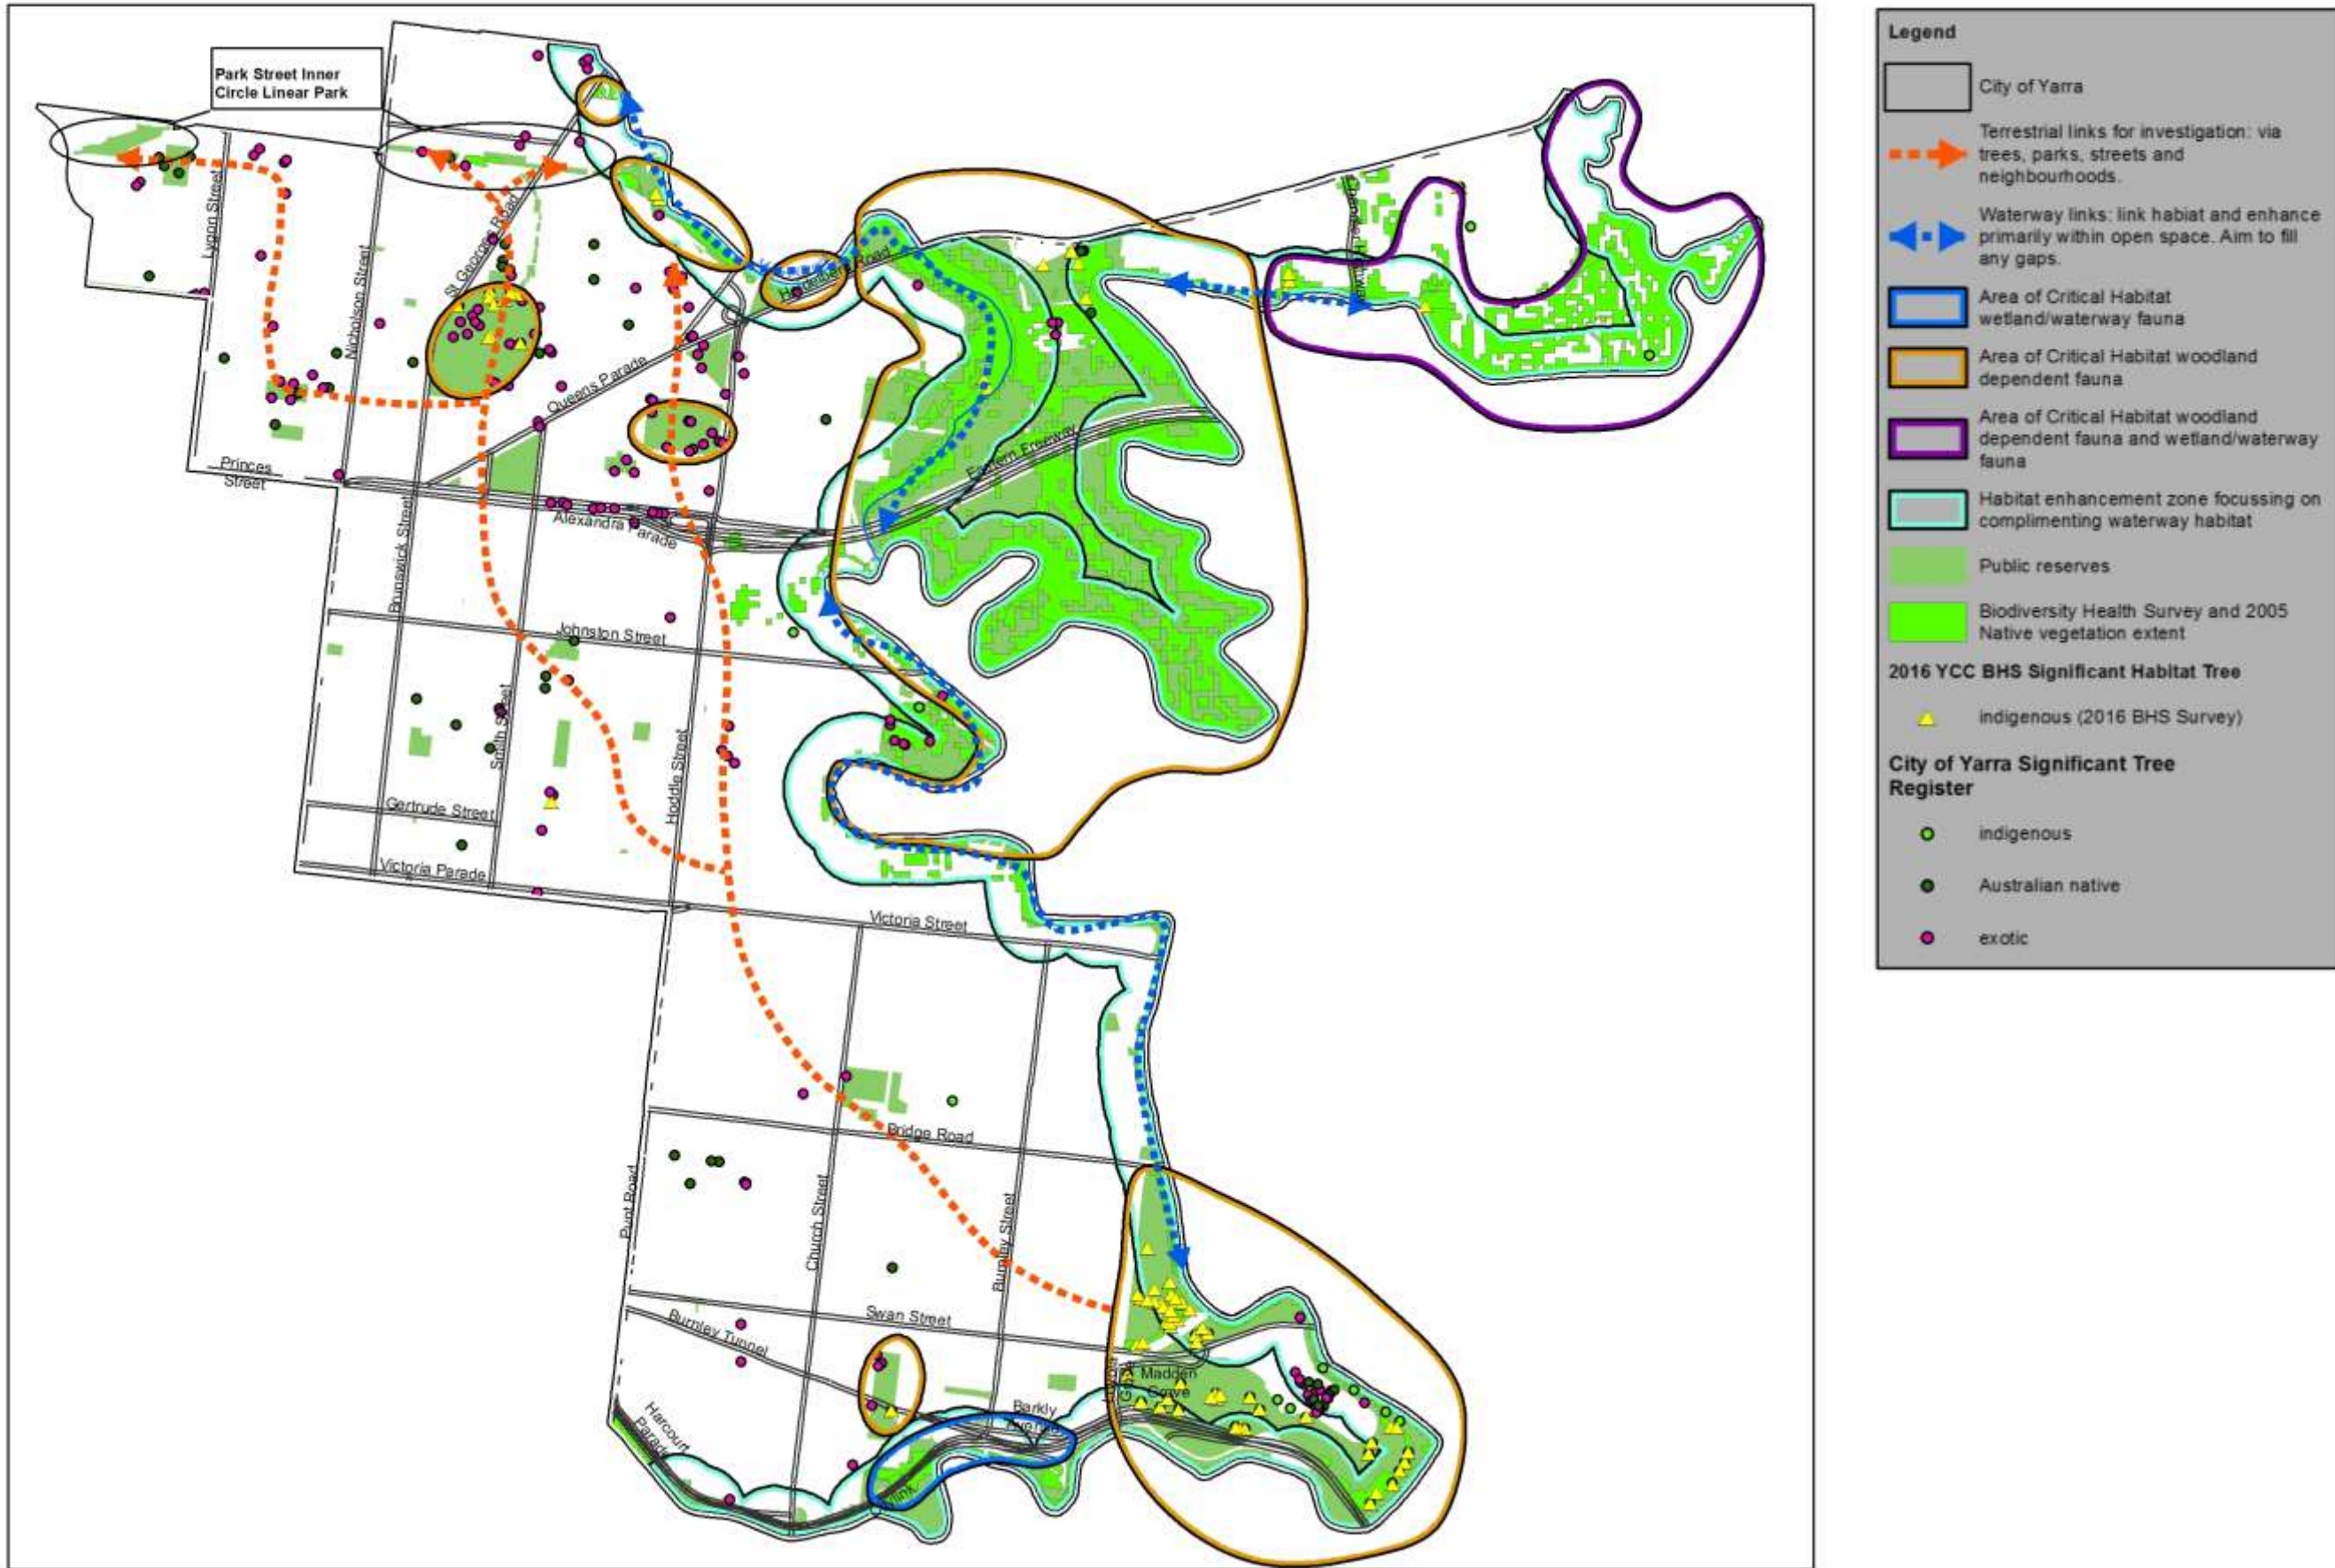 Park Street Inner
Circle Linear Park
Lygon Street
Nicholson Street
St Georges Road
Heidelberg Road
Queens Parade
Eastern Freeway
Princes
Street
Alexandra Parade
Brunswick Street
Johnston Street
Smith Street
Hoddle Street
Gertrude Street
Victoria Parade
Victoria Street
Bridge Road
Punt Road
Church Street
Burnley Street
Swan Street
Burnley Tunnel
Madden
Grove
Barkly
Avenue
Harcourt
Parade
Legend
City of Yarra
Terrestrial links for investigation: via
trees, parks, streets and
neighbourhoods.
Waterway links: link habiat and enhance
primarily within open space. Aim to fill
any gaps.
Area of Critical Habitat
wetland/waterway fauna
Area of Critical Habitat woodland
dependent fauna
Area of Critical Habitat woodland
dependent fauna and wetland/waterway
fauna
Habitat enhancement zone focussing on
complimenting waterway habitat
Public reserves
Biodiversity Health Survey and 2005
Native vegetation extent
2016 YCC BHS Significant Habitat Tree
indigenous (2016 BHS Survey)
City of Yarra Significant Tree
Register
indigenous
Australian native
exotic